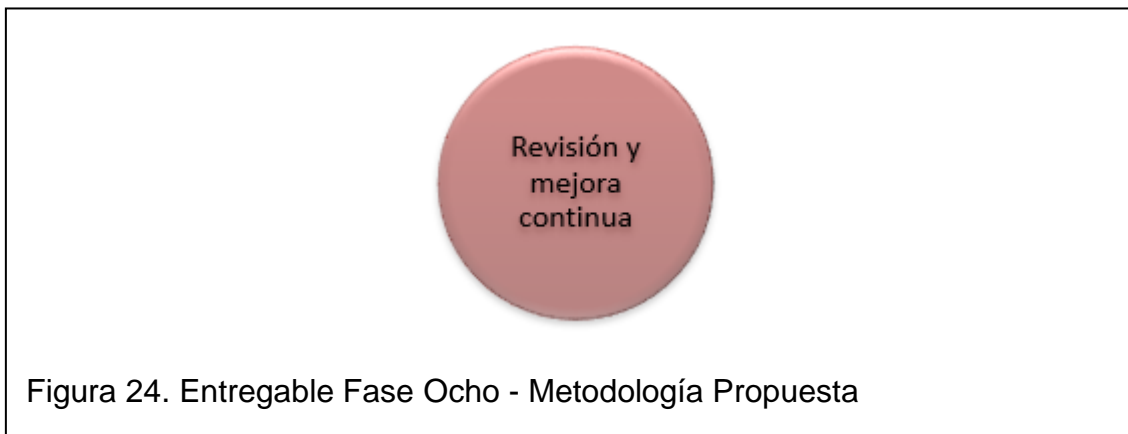 Revisión y
mejora
continua
Figura 24. Entregable Fase Ocho - Metodología Propuesta